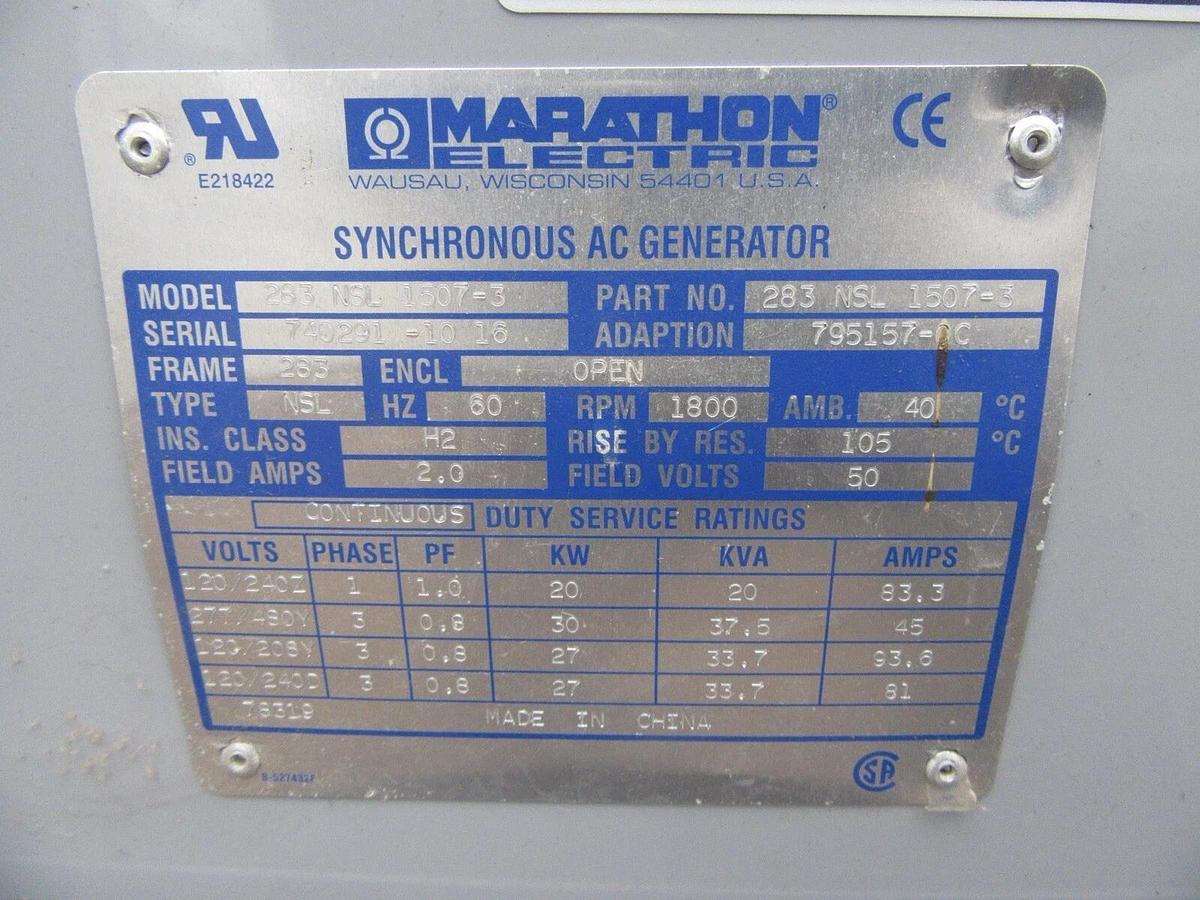 RU ® MARATHON® CE
E218422 ELECTRIC
WAUSAU, WISCONSIN 54401 U.S.A.
SYNCHRONOUS AC GENERATOR
MODEL 283 NSL 1507-3 PART NO. 283 NSL 1507-3
SERIAL 740291 -10 16 ADAPTION 795157- C
FRAME 283 ENCL OPEN
TYPE NSL HZ 60 RPM 1800 AMB. 40 °C
INS. CLASS H2 RISE BY RES. 105 °C
FIELD AMPS 2.0 FIELD VOLTS 50
CONTINUOUS DUTY SERVICE RATINGS
VOLTS PHASE PF KW KVA AMPS
120/240Z 1 1.0 20 20 83.3
277/480Y 3 0.8 30 37.5 45
120/208Y 3 0.8 27 33.7 93.6
120/240D 3 0.8 27 33.7 81
78319 MADE IN CHINA
B-527432F SA